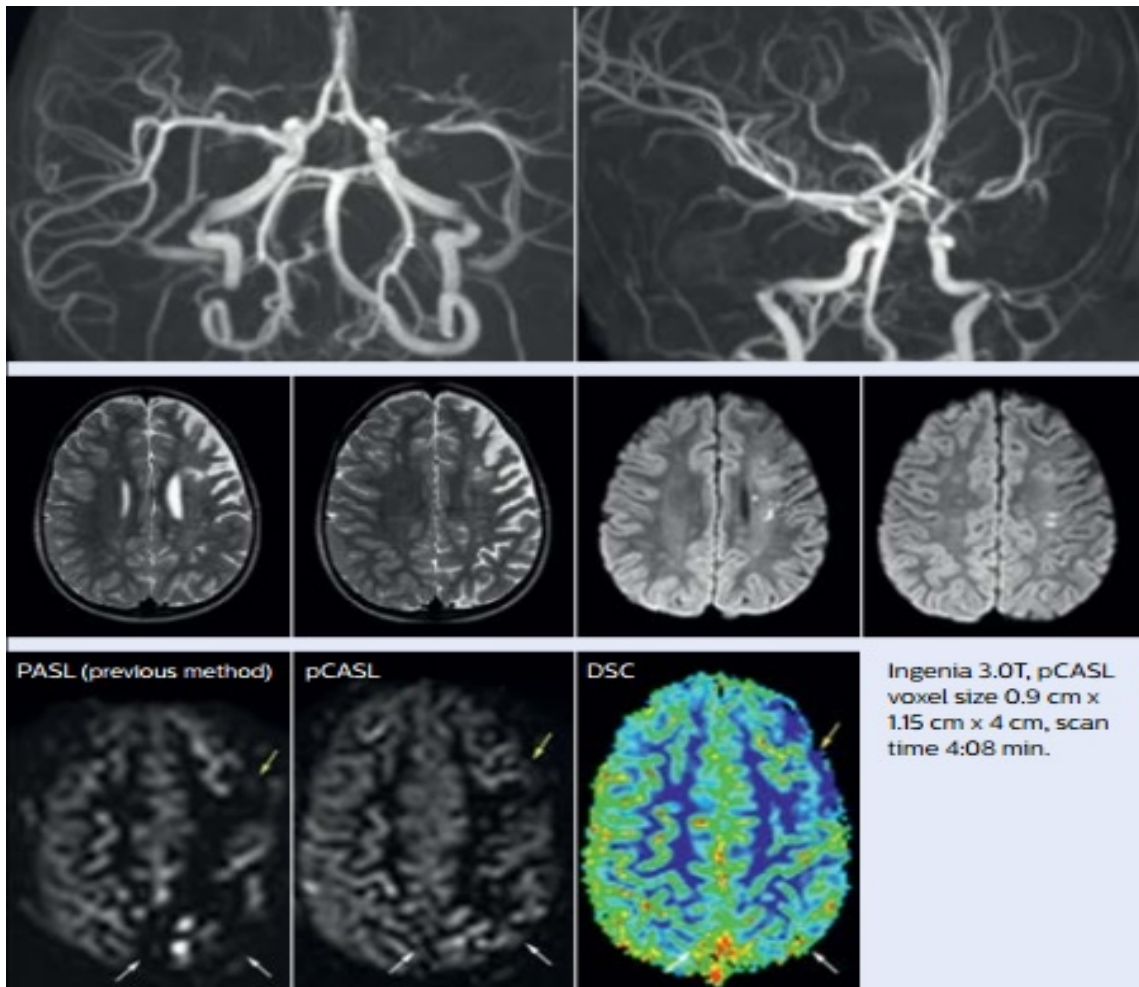 PASL (previous method)
pCASL
DSC
Ingenia 3.0T, pCASL
voxel size 0.9 cm x
1.15 cm x 4 cm, scan
time 4:08 min.